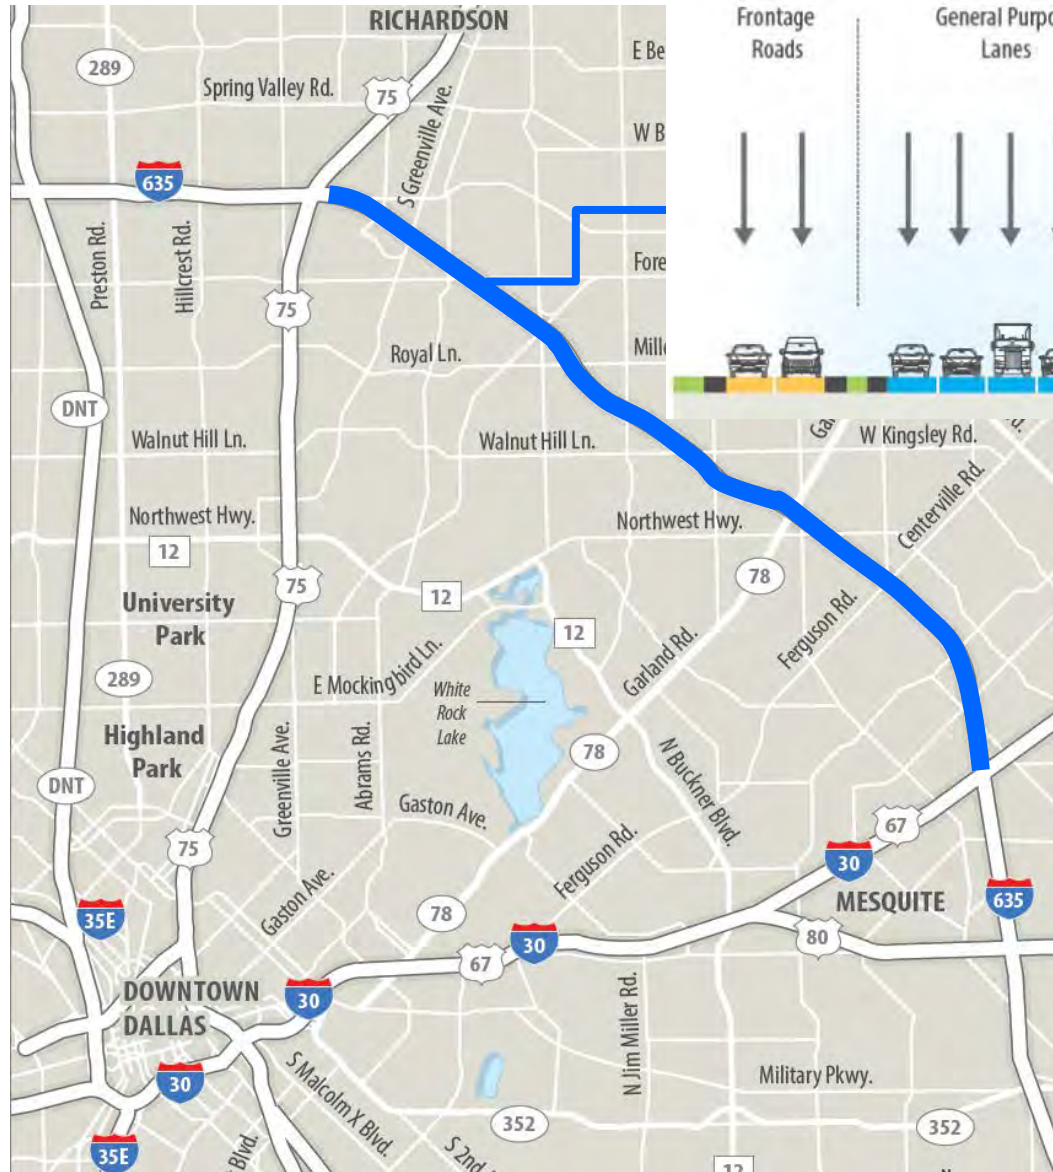 RICHARDSON
Frontage
Roads
General Purpo
Lanes
289
E Be
Spring Valley Rd.
75
S Greenville Ave.
W B
635
Preston Rd.
Hillcrest Rd.
Fore
75
Royal Ln.
Mille
DNT
Walnut Hill Ln.
Walnut Hill Ln.
W Kingsley Rd.
Centerville Rd.
Northwest Hwy.
Northwest Hwy.
12
75
12
78
University
Park
12
Ferguson Rd.
289
E Mockingbird Ln.
Garland Rd.
White
Rock
Lake
Highland
Park
78
N Buckner Blvd.
DNT
Greenville Ave.
Abrams Rd.
Gaston Ave.
67
75
30
Ferguson Rd.
Gaston Ave.
MESQUITE
635
35E
78
30
80
67
DOWNTOWN
DALLAS
30
N Jim Miller Rd.
30
S Malcolm X Blvd.
Military Pkwy.
352
352
35E
Blvd.
S 2nd
12